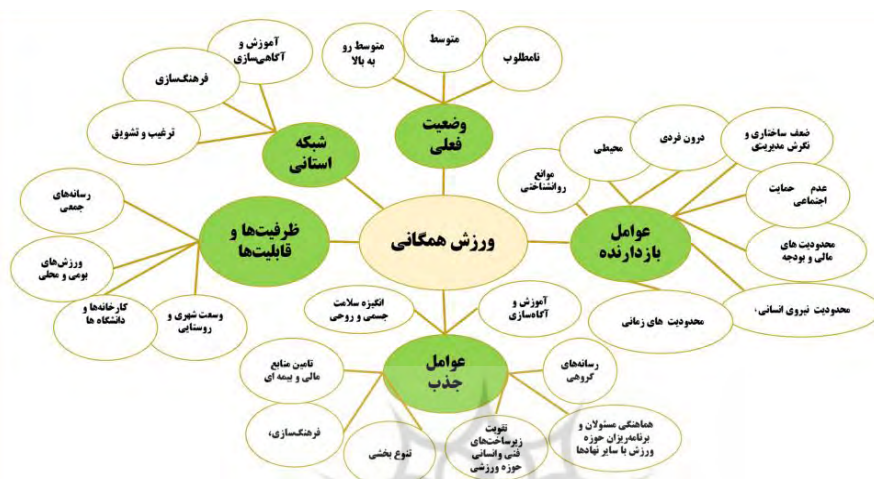 آموزش و
آگاهی‌سازی
فرهنگ‌سازی
ترغیب و تشویق
شبکه
استانی
متوسط رو
به بالا
متوسط
نامطلوب
وضعیت
فعلی
ورزش همگانی
موانع
روانشناختی
محیطی
درون فردی
ضعف ساختاری و
نگرش مدیریتی
عدم حمایت
اجتماعی
محدودیت های
مالی و بودجه
محدودیت نیروی انسانی،
محدودیت های زمانی
عوامل
بازدارنده
ظرفیت‌ها و
قابلیت‌ها
رسانه‌های
جمعی
ورزش‌های
بومی و محلی
کارخانه‌ها و
دانشگاه ها
وسعت شهری و
روستایی
انگیزه سلامت
جسمی و روحی
آموزش و
آگاه‌سازی
عوامل
جذب
تامین منابع
مالی و بیمه ای
فرهنگ‌سازی،
تنوع بخشی
تقویت
زیرساخت‌های
فنی وانسانی
حوزه ورزشی
هماهنگی مسئولان و
برنامه‌ریزان حوزه
ورزش با سایر نهادها
رسانه‌های
گروهی